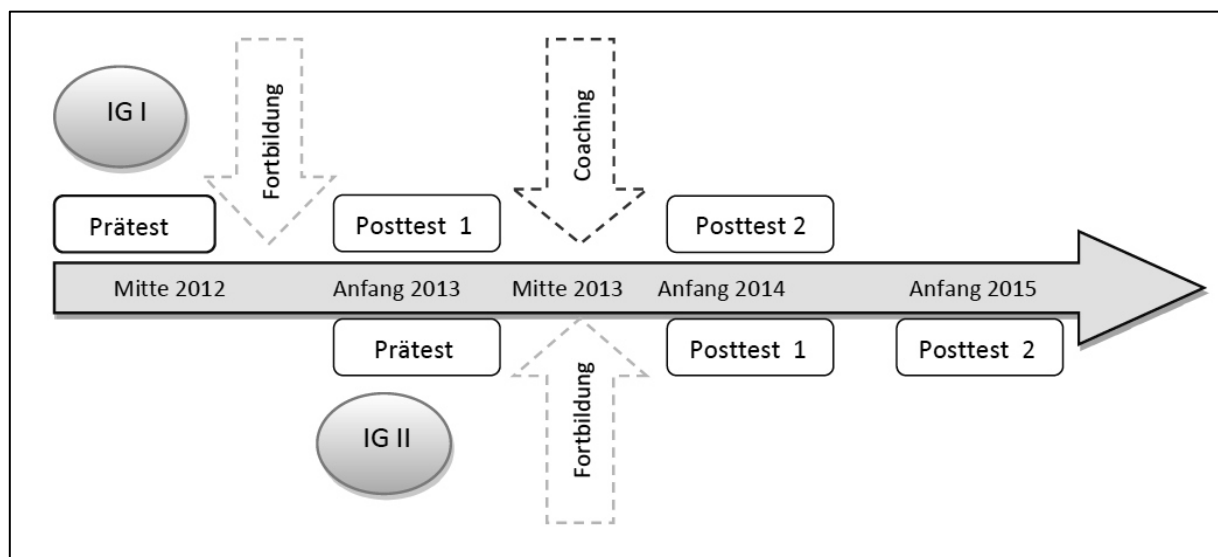 IG I
Fortbildung
Coaching
Prätest
Posttest 1
Posttest 2
Mitte 2012
Anfang 2013
Mitte 2013
Anfang 2014
Anfang 2015
Prätest
Posttest 1
Posttest 2
IG II
Fortbildung